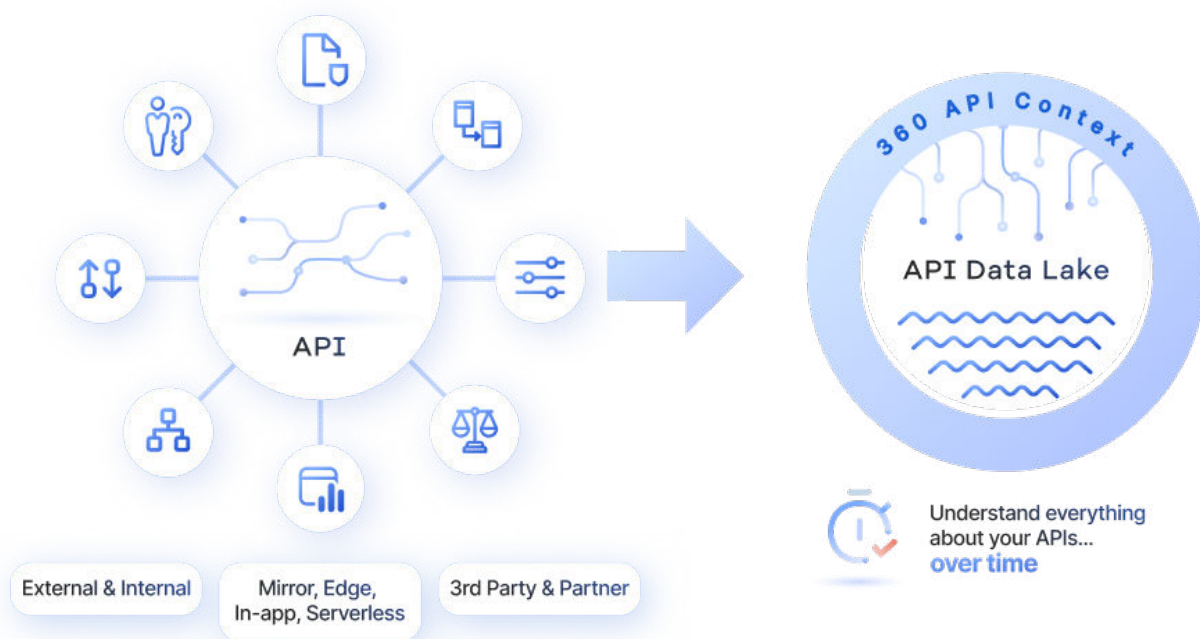 API
External & Internal
Mirror, Edge,
In-app, Serverless
3rd Party & Partner
360 API Context
API Data Lake
Understand everything
about your APIs...
over time